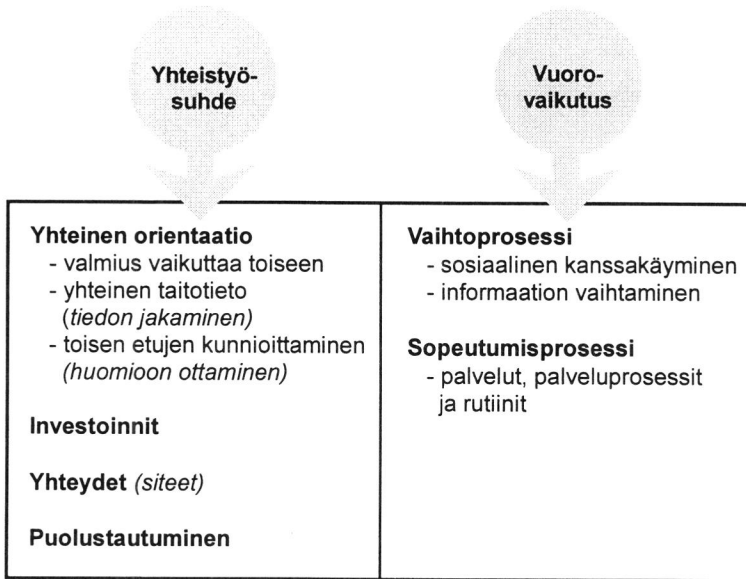 Yhteistyö-
suhde
Vuoro-
vaikutus
Yhteinen orientaatio
- valmius vaikuttaa toiseen
- yhteinen taitotieto
(tiedon jakaminen)
- toisen etujen kunnioittaminen
(huomioon ottaminen)
Investoinnit
Yhteydet (siteet)
Puolustautuminen
Vaihtoprosessi
- sosiaalinen kanssakäyminen
- informaation vaihtaminen
Sopeutumisprosessi
- palvelut, palveluprosessit
ja rutiinit